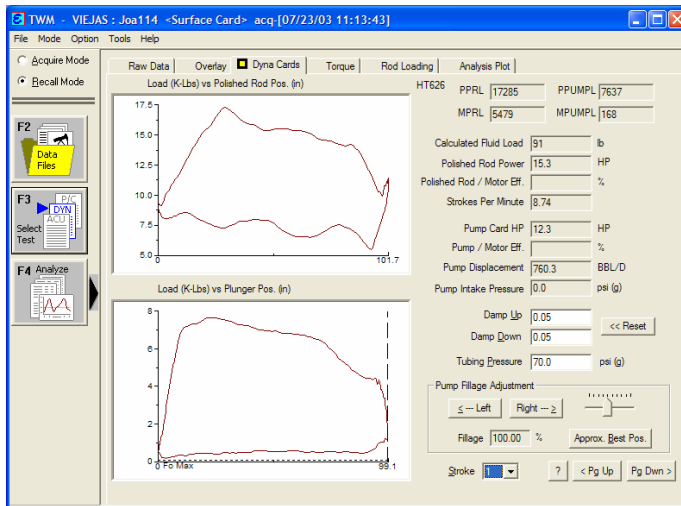 TWM - VIEJAS : Joa114 <Surface Card> acq-[07/23/03 11:13:43]
File Mode Option Tools Help
Acquire Mode
Recall Mode
F2
Data Files
F3
Select Test
P/C
DYN
ACU
F4 Analyze
Raw Data Overlay Dyna Cards Torque Rod Loading Analysis Plot
Load (K-Lbs) vs Polished Rod Pos. (in)
17.5
15.0
12.5
10.0
7.5
5.0
0 101.7
Load (K-Lbs) vs Plunger Pos. (in)
8
6
4
2
0
0 Fo Max 99.1
HT626 PPRL 17285 PPUMPL 7637
MPRL 5479 MPUMPL 168
Calculated Fluid Load 91 lb
Polished Rod Power 15.3 HP
Polished Rod / Motor Eff. %
Strokes Per Minute 8.74
Pump Card HP 12.3 HP
Pump / Motor Eff. %
Pump Displacement 760.3 BBL/D
Pump Intake Pressure 0.0 psi (g)
Damp Up 0.05
Damp Down 0.05
<< Reset
Tubing Pressure 70.0 psi (g)
Pump Fillage Adjustment
< -- Left Right -- >
Fillage 100.00 % Approx. Best Pos.
Stroke 1 ? < Pg Up Pg Dwn >